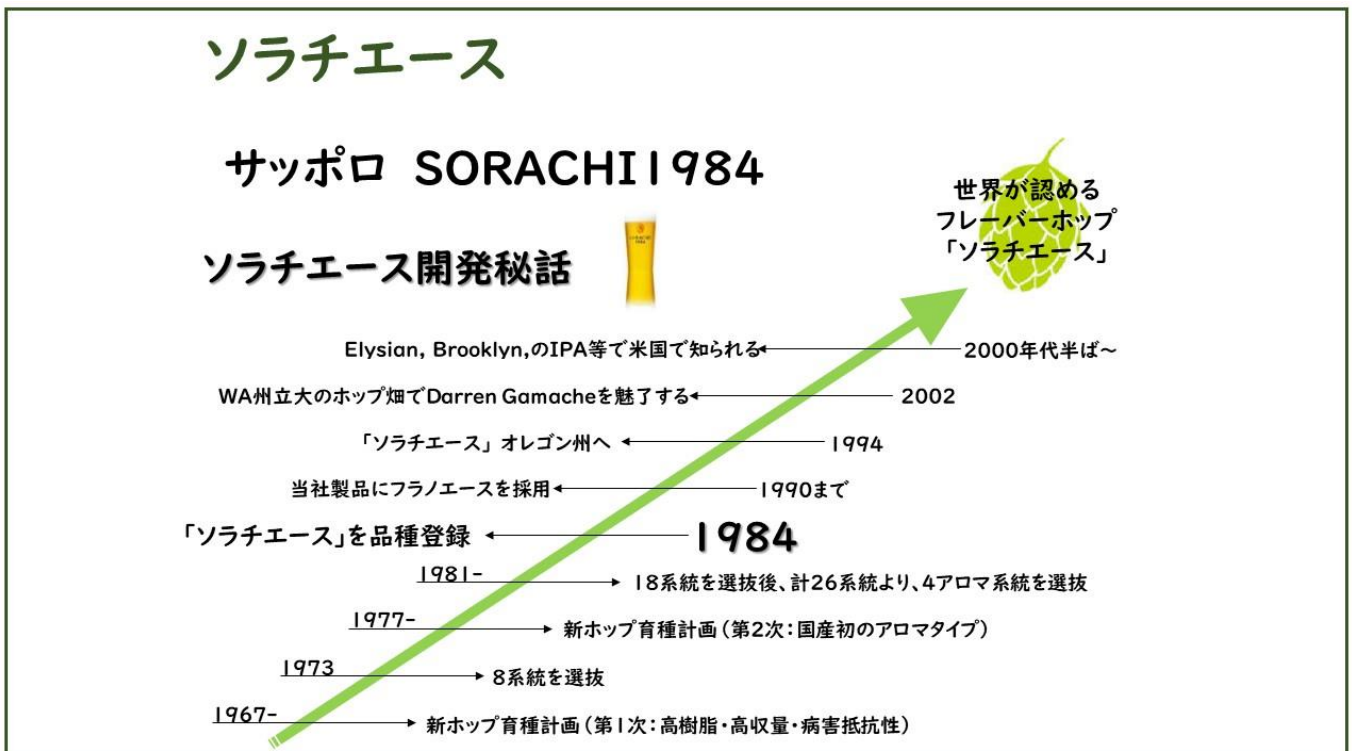 ソラチエース
サッポロ SORACHI1984
世界が認める
フレーバーホップ
「ソラチエース」
ソラチエース開発秘話
Elysian, Brooklyn,のIPA等で米国で知られる 2000年代半ば~
WA州立大のホップ畑でDarren Gamacheを魅了する 2002
「ソラチエース」 オレゴン州へ 1994
当社製品にフラノエースを採用 1990まで
「ソラチエース」を品種登録 1984
1981- 18系統を選抜後、計26系統より、4アロマ系統を選抜
1977- 新ホップ育種計画(第2次:国産初のアロマタイプ)
1973 8系統を選抜
1967- 新ホップ育種計画(第1次:高樹脂・高収量・病害抵抗性)